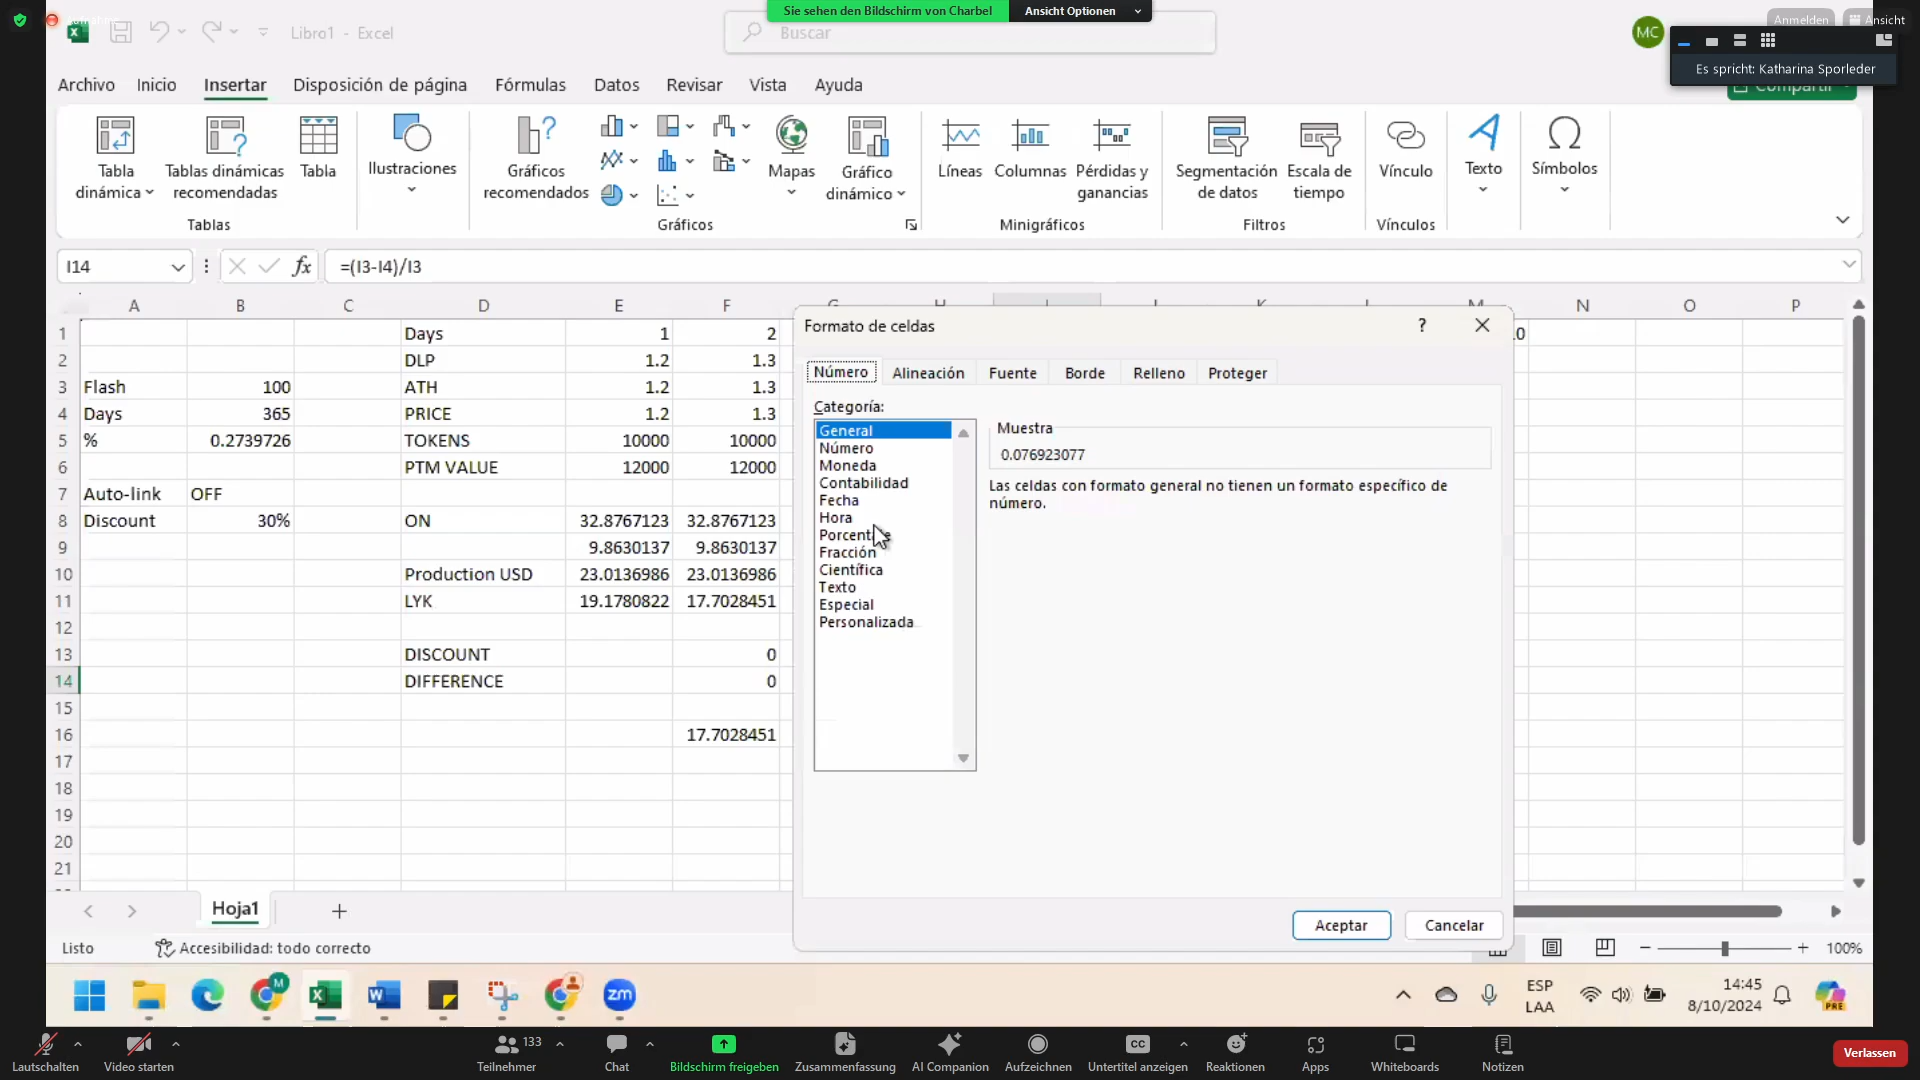 Sie sehen den Bildschirm von Charbel
Ansicht Optionen
Anmelden
Ansicht
Libro1 - Excel
Buscar
MC
Es spricht: Katharina Sporleder
Compartir
Archivo Inicio Insertar Disposición de página Fórmulas Datos Revisar Vista Ayuda
Tabla dinámica
Tablas dinámicas recomendadas
Tabla
Ilustraciones
Gráficos recomendados
Mapas
Gráfico dinámico
Líneas
Columnas
Pérdidas y ganancias
Segmentación de datos
Escala de tiempo
Vínculo
Texto
Símbolos
Tablas Gráficos Minigráficos Filtros Vínculos
I14
fx
=(I3-I4)/I3
A B C D E F G H I J K L M N O P
1 Days 1 2
2 DLP 1.2 1.3
3 Flash 100 ATH 1.2 1.3
4 Days 365 PRICE 1.2 1.3
5 % 0.2739726 TOKENS 10000 10000
6 PTM VALUE 12000 12000
7 Auto-link OFF
8 Discount 30% ON 32.8767123 32.8767123
9 9.8630137 9.8630137
10 Production USD 23.0136986 23.0136986
11 LYK 19.1780822 17.7028451
12
13 DISCOUNT 0
14 DIFFERENCE 0
15
16 17.7028451
17
18
19
20
21
Formato de celdas
?
Número Alineación Fuente Borde Relleno Proteger
Categoría:
General
Número
Moneda
Contabilidad
Fecha
Hora
Porcentaje
Fracción
Científica
Texto
Especial
Personalizada
Muestra
0.076923077
Las celdas con formato general no tienen un formato específico de
número.
Aceptar
Cancelar
Hoja1
Listo
Accesibilidad: todo correcto
100%
M
zm
ESP
LAA
14:45
8/10/2024
PRE
Lautschalten
Video starten
133
Teilnehmer
Chat
Bildschirm freigeben
Zusammenfassung
AI Companion
Aufzeichnen
CC
Untertitel anzeigen
Reaktionen
Apps
Whiteboards
Notizen
Verlassen